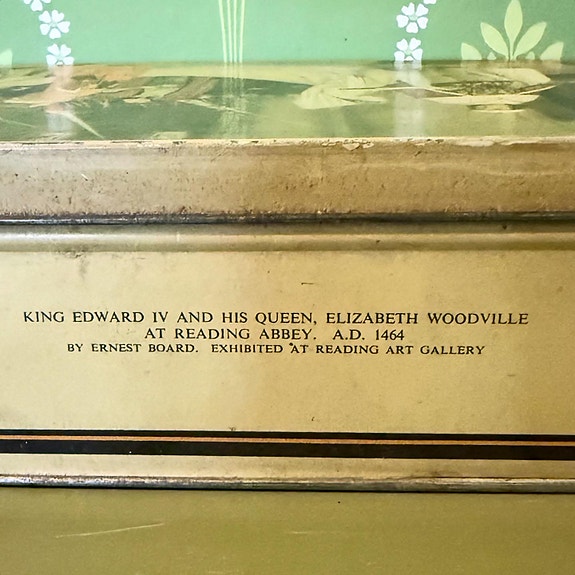 KING EDWARD IV AND HIS QUEEN, ELIZABETH WOODVILLE
AT READING ABBEY. A.D. 1464
BY ERNEST BOARD. EXHIBITED AT READING ART GALLERY